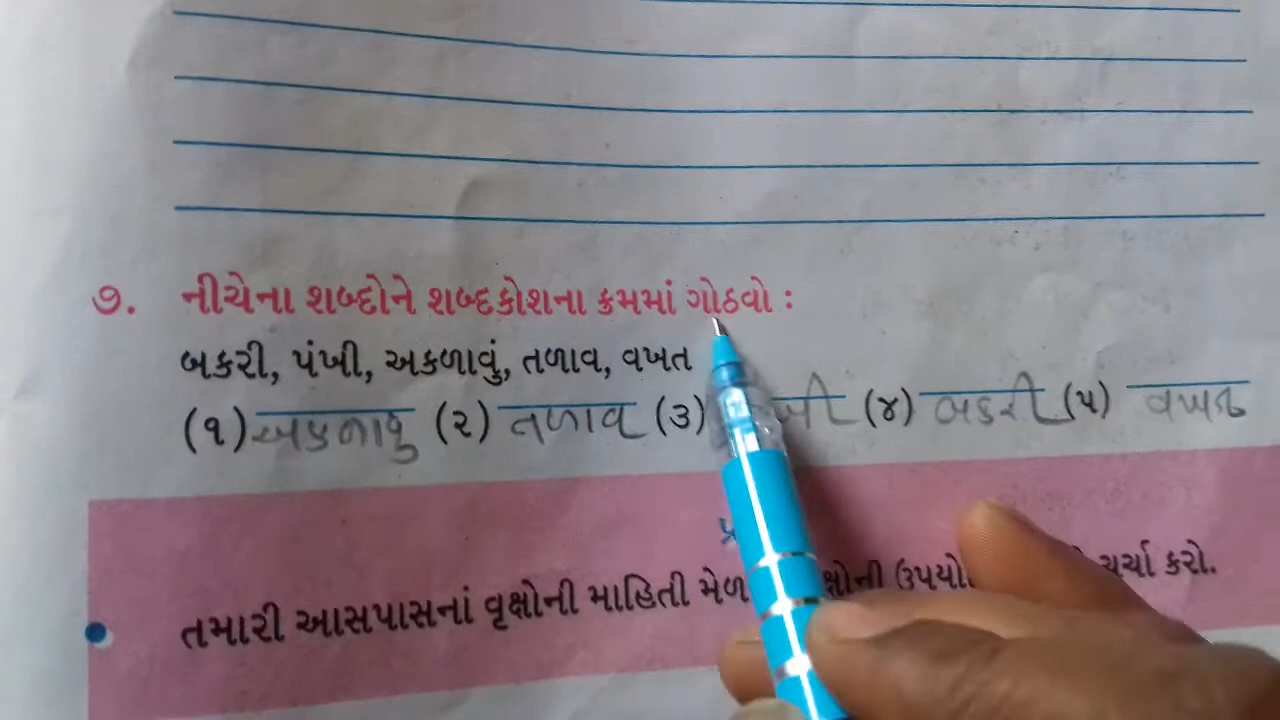 ૭. નીચેના શબ્દોને શબ્દકોશના ક્રમમાં ગોઠવો :
બકરી, પંખી, અકળાવું, તળાવ, વખત
(૧) અકળાવુ (૨) તળાવ (૩) (૪) બકરી (૫) વખત
તમારી આસપાસનાં વૃક્ષોની માહિતી ચર્ચા કરો.